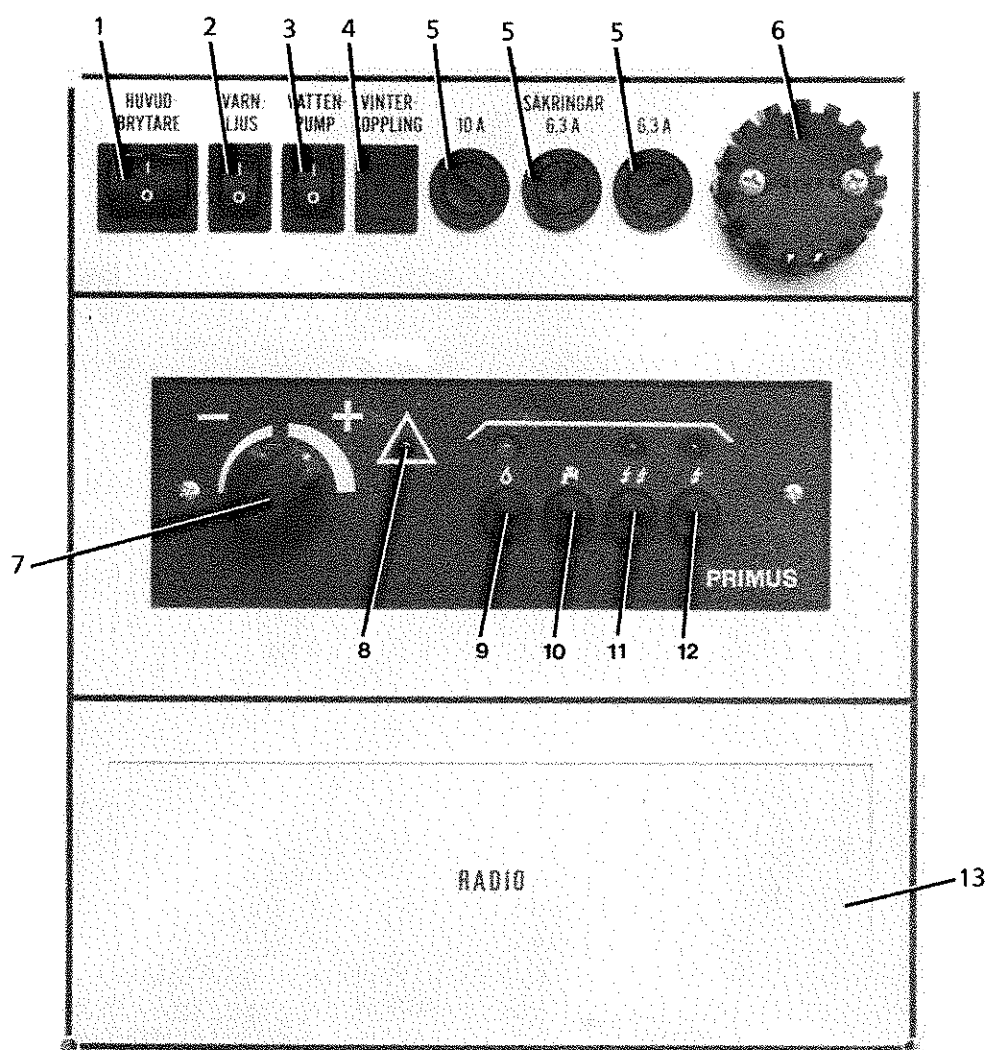 1 2 3 4 5 5 5 6
HUVUD VARN VATTEN VINTER SÄKRINGAR
BRYTARE LJUS PUMP KOPPLING 10 A 6,3 A 6,3 A
I I I
O O O
− +
7
PRIMUS
8 9 10 11 12
RADIO
13